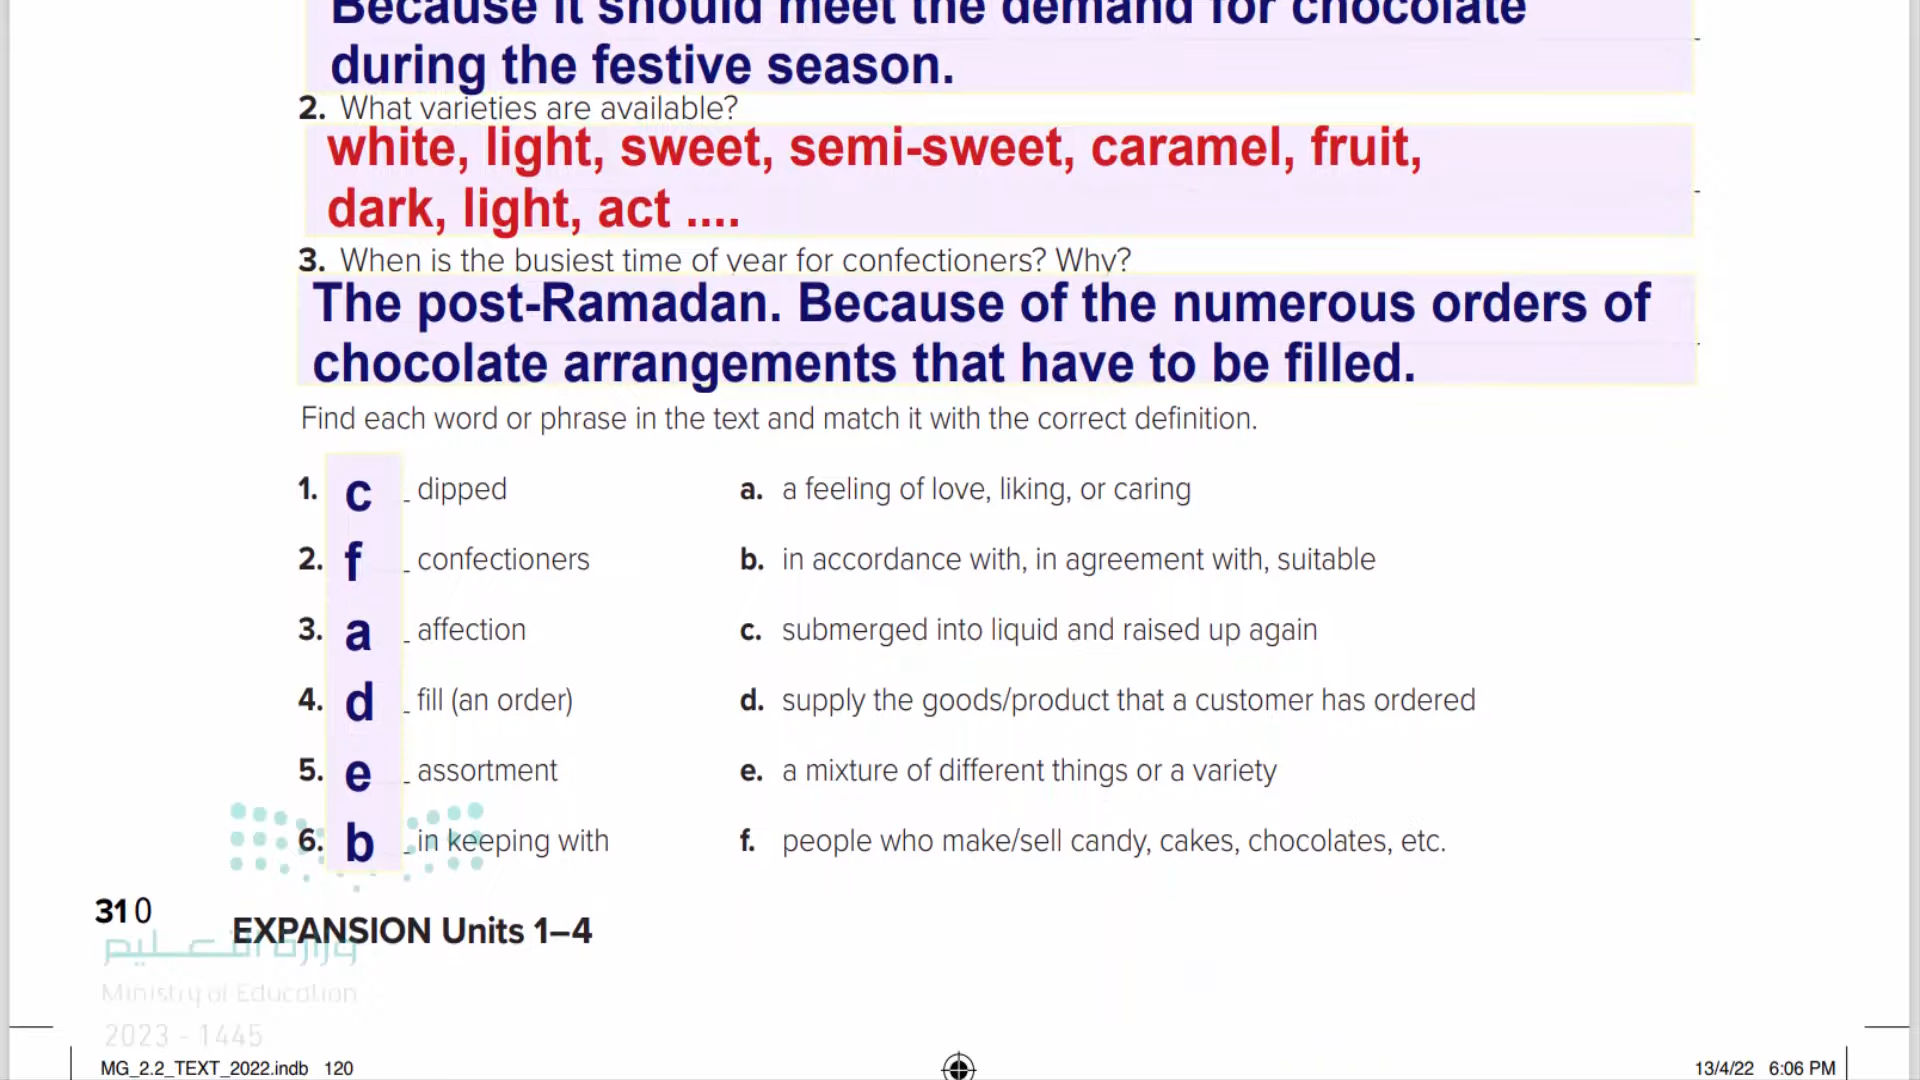 Because it should meet the demand for chocolate
during the festive season.
2. What varieties are available?
white, light, sweet, semi-sweet, caramel, fruit,
dark, light, act ....
3. When is the busiest time of year for confectioners? Why?
The post-Ramadan. Because of the numerous orders of
chocolate arrangements that have to be filled.
Find each word or phrase in the text and match it with the correct definition.
1. c _ dipped a. a feeling of love, liking, or caring
2. f _ confectioners b. in accordance with, in agreement with, suitable
3. a _ affection c. submerged into liquid and raised up again
4. d _ fill (an order) d. supply the goods/product that a customer has ordered
5. e _ assortment e. a mixture of different things or a variety
6. b _ in keeping with f. people who make/sell candy, cakes, chocolates, etc.
310
EXPANSION Units 1–4
وزارة التعليم
Ministry of Education
2023 - 1445
MG_2.2_TEXT_2022.indb 120 13/4/22 6:06 PM